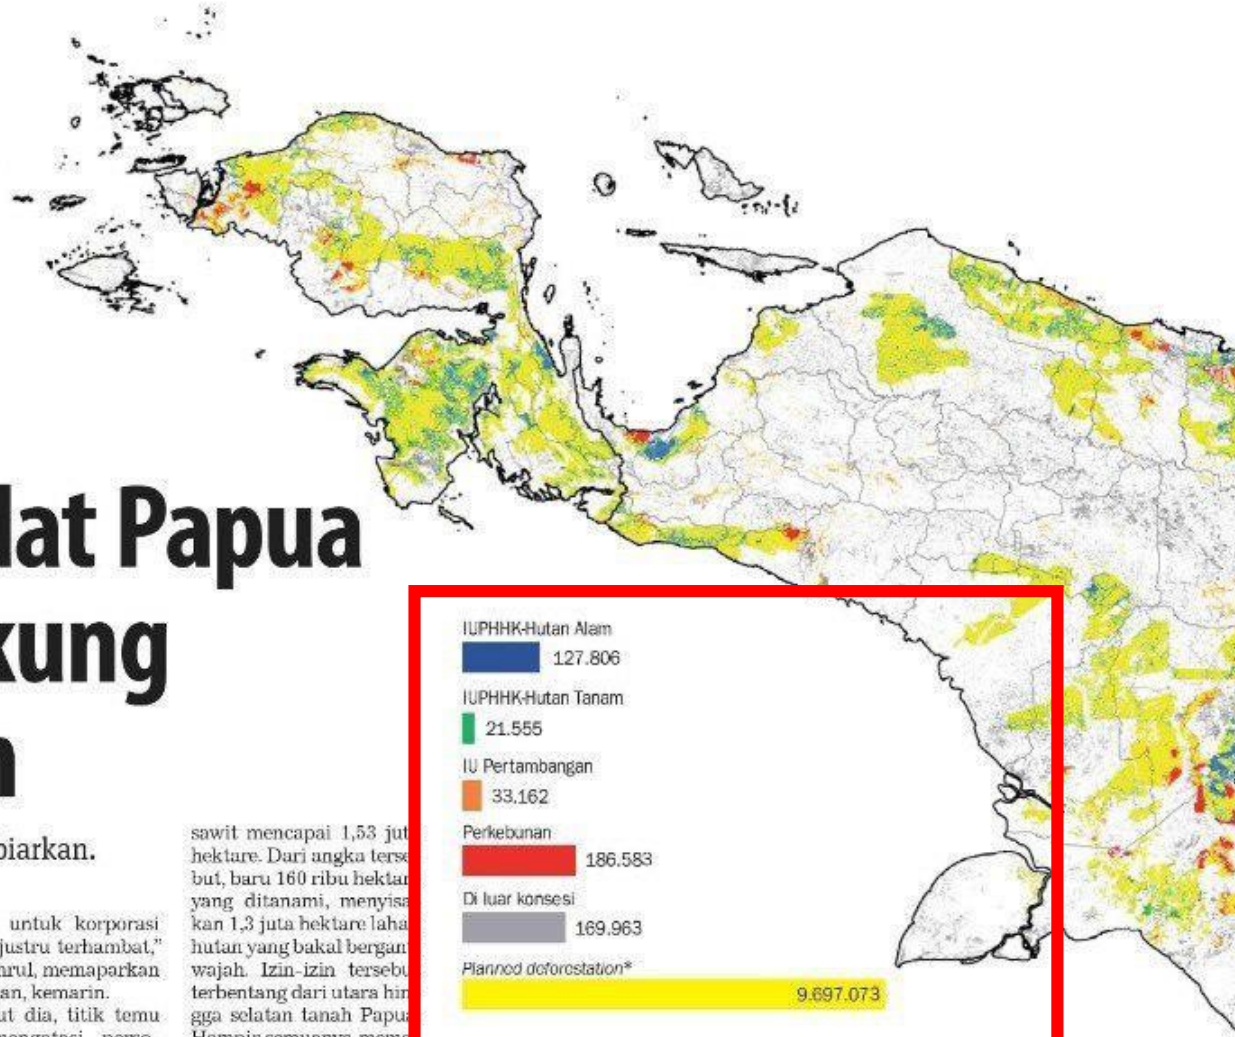 lat Papua
kung
n
biarkan.
untuk korporasi
justru terhambat,”
nrul, memaparkan
an, kemarin.
ut dia, titik temu
sawit mencapai 1,53 jut
hektare. Dari angka terse
but, baru 160 ribu hektar
yang ditanami, menyisa
kan 1,3 juta hektare laha
hutan yang bakal bergan
wajah. Izin-izin tersebu
terbentang dari utara hin
gga selatan tanah Papua
IUPHHK-Hutan Alam
127.806
IUPHHK-Hutan Tanam
21.555
IU Pertambangan
33.162
Perkebunan
186.583
Di luar konsesi
169.963
Planned deforestation*
9.697.073